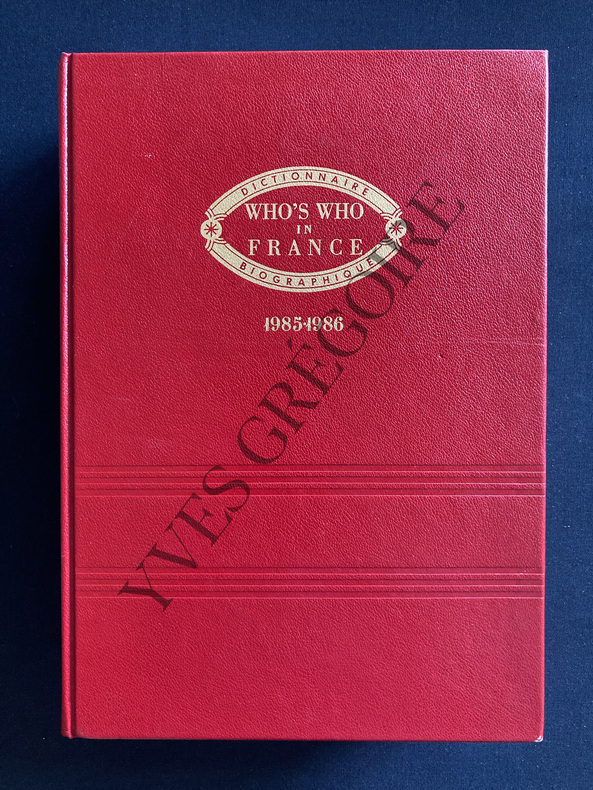 DICTIONNAIRE
WHO'S WHO
IN
FRANCE
BIOGRAPHIQUE
1985-1986
YVES GRÉGOIRE